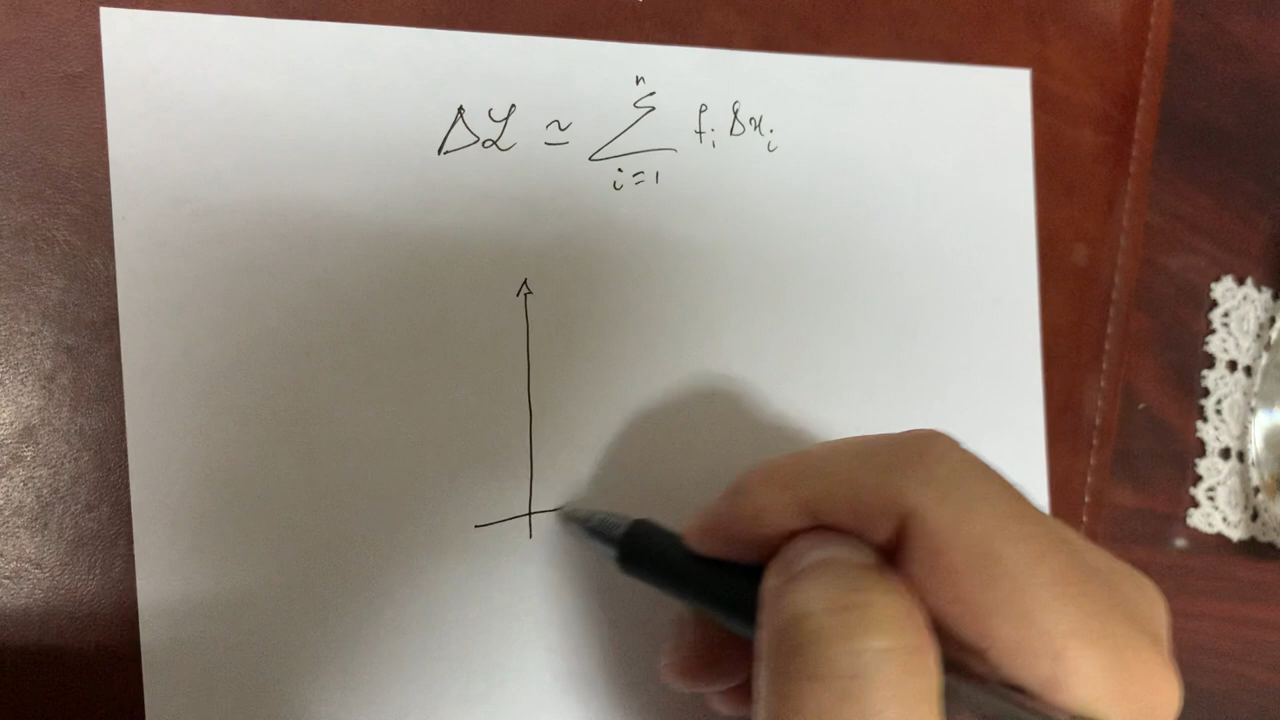 Δℒ ≃ ∑_{i=1}^{n} f_i Δx_i